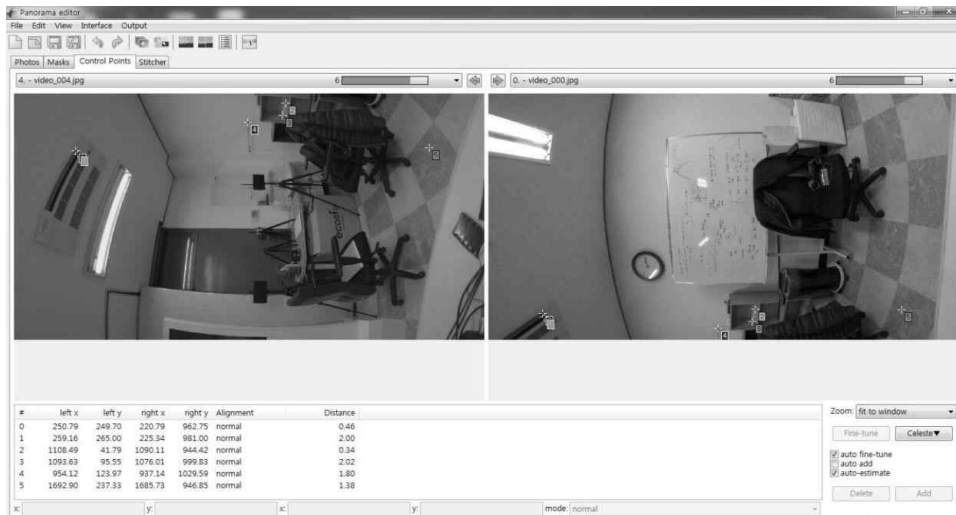 Panorama editor
File Edit View Interface Output
Photos Masks Control Points Stitcher
4. - video_004.jpg 6
0. - video_000.jpg 6
4
5
4
5
# left x left y right x right y Alignment Distance
0 250.79 249.70 220.79 962.75 normal 0.46
1 259.16 265.00 225.34 981.00 normal 2.00
2 1108.49 41.79 1090.11 944.42 normal 0.34
3 1093.63 95.55 1076.01 999.83 normal 2.02
4 954.12 123.97 937.14 1029.59 normal 1.80
5 1692.90 237.33 1685.73 946.85 normal 1.38
Zoom: fit to window
Fine-tune Celeste▼
auto fine-tune
auto add
auto-estimate
Delete Add
x: y: x: y: mode: normal